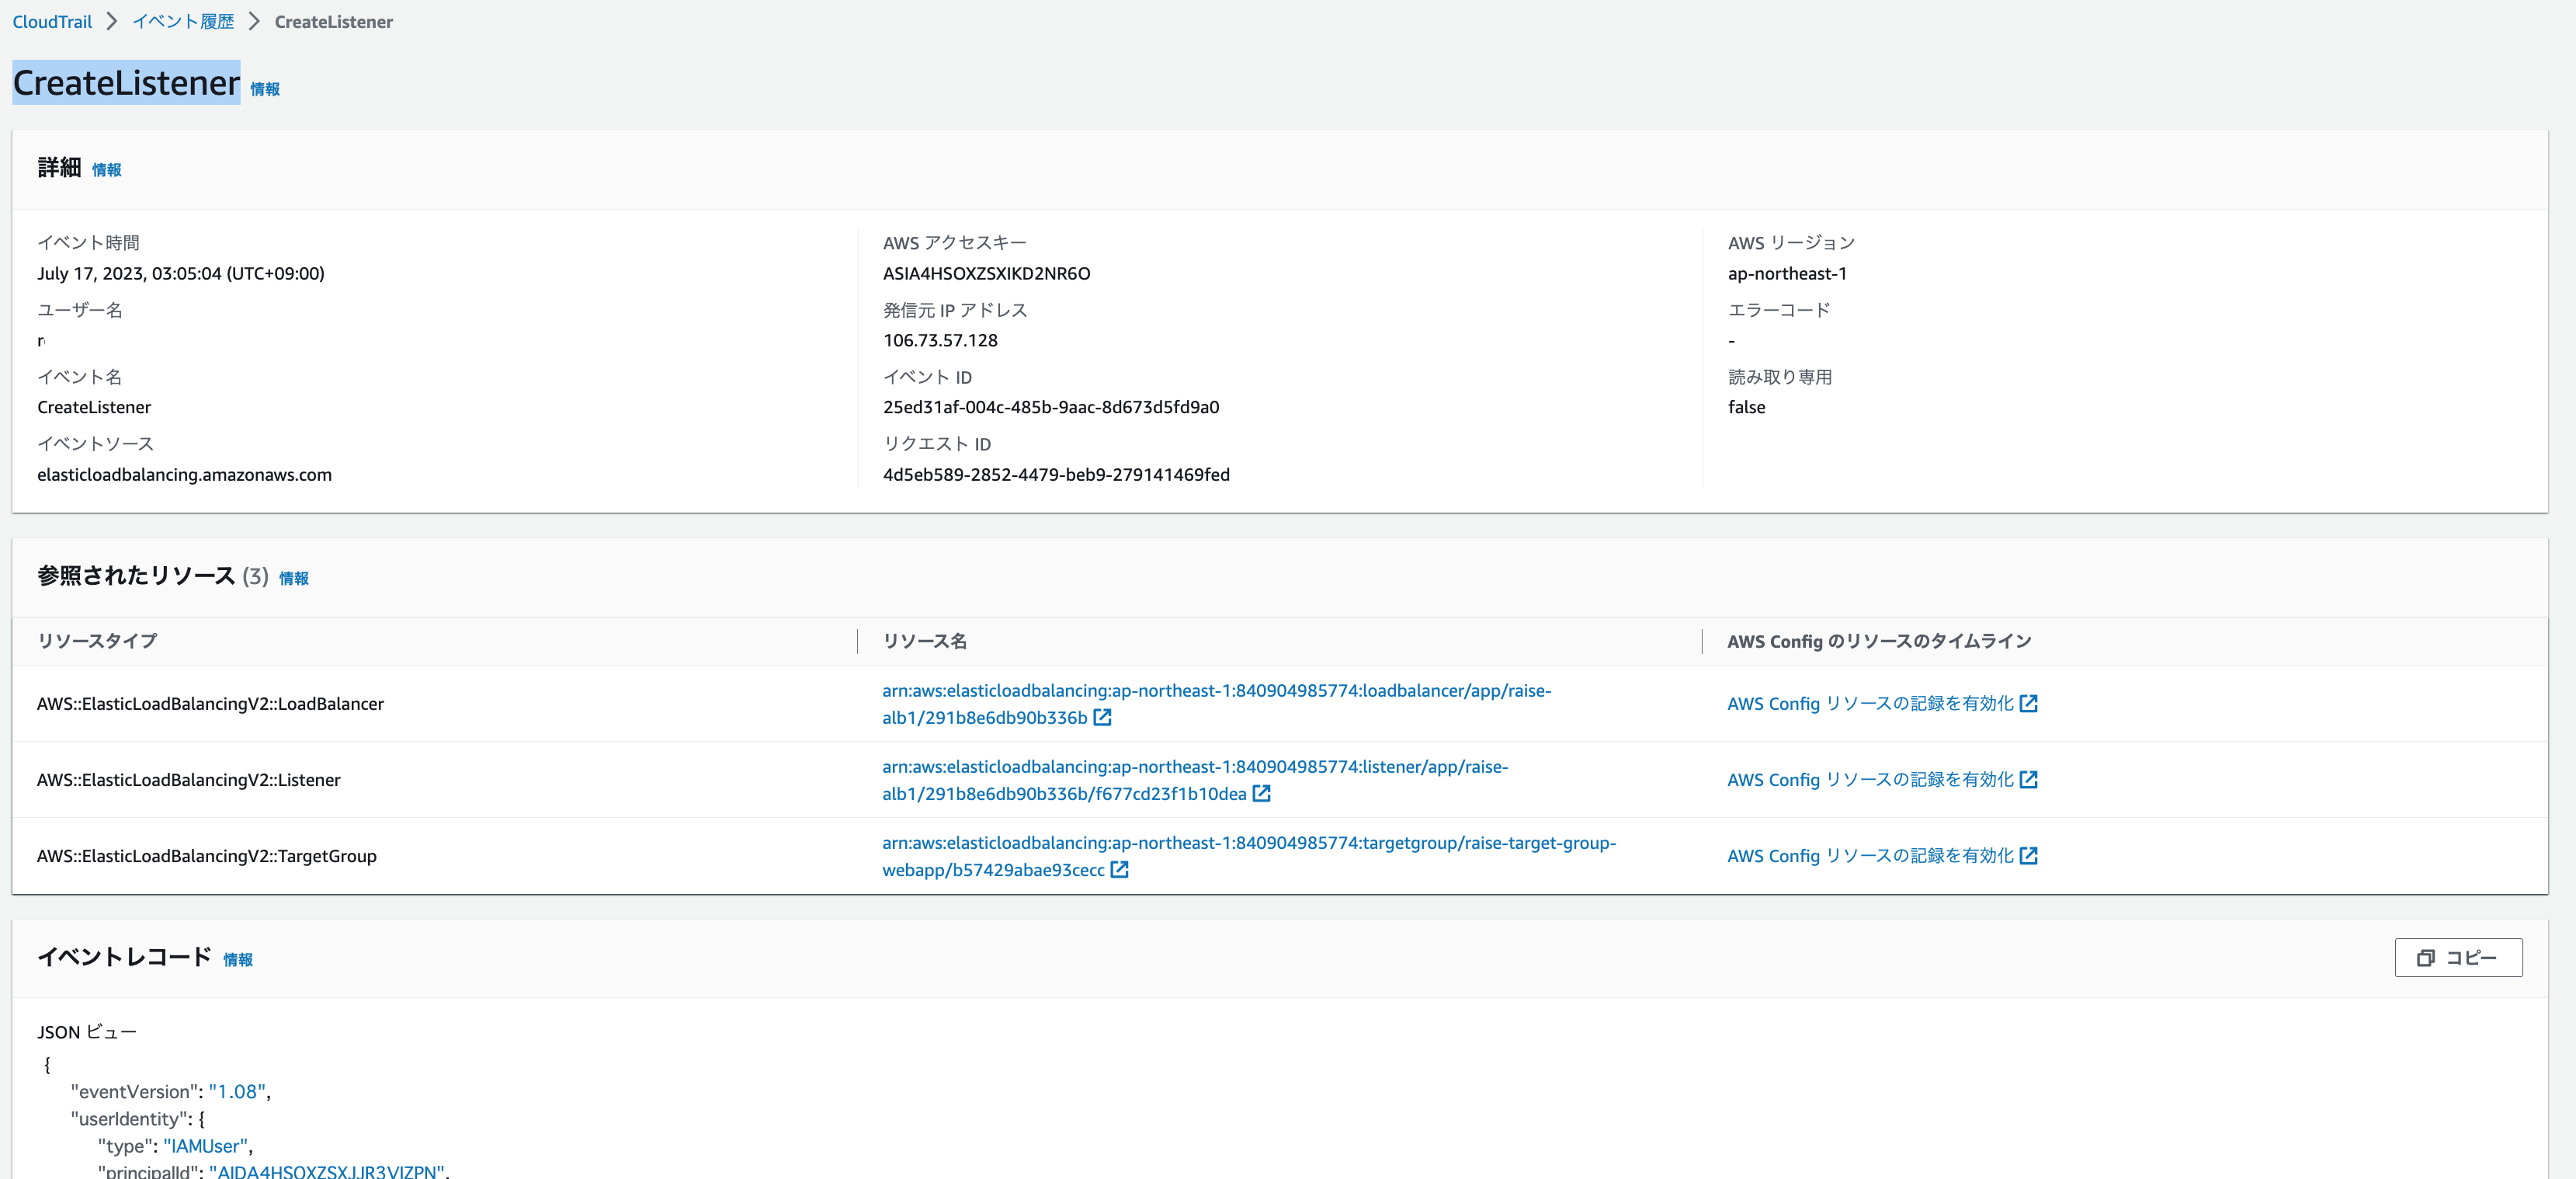 CloudTrail > イベント履歴 > CreateListener
CreateListener 情報
詳細 情報
イベント時間
July 17, 2023, 03:05:04 (UTC+09:00)
ユーザー名
イベント名
CreateListener
イベントソース
elasticloadbalancing.amazonaws.com
AWS アクセスキー
ASIA4HSOXZSXIKD2NR6O
発信元 IP アドレス
106.73.57.128
イベント ID
25ed31af-004c-485b-9aac-8d673d5fd9a0
リクエスト ID
4d5eb589-2852-4479-beb9-279141469fed
AWS リージョン
ap-northeast-1
エラーコード
-
読み取り専用
false
参照されたリソース (3) 情報
リソースタイプ リソース名 AWS Config のリソースのタイムライン
AWS::ElasticLoadBalancingV2::LoadBalancer
arn:aws:elasticloadbalancing:ap-northeast-1:840904985774:loadbalancer/app/raise-
alb1/291b8e6db90b336b
AWS Config リソースの記録を有効化
AWS::ElasticLoadBalancingV2::Listener
arn:aws:elasticloadbalancing:ap-northeast-1:840904985774:listener/app/raise-
alb1/291b8e6db90b336b/f677cd23f1b10dea
AWS Config リソースの記録を有効化
AWS::ElasticLoadBalancingV2::TargetGroup
arn:aws:elasticloadbalancing:ap-northeast-1:840904985774:targetgroup/raise-target-group-
webapp/b57429abae93cecc
AWS Config リソースの記録を有効化
イベントレコード 情報
コピー
JSON ビュー
{
"eventVersion": "1.08",
"userIdentity": {
"type": "IAMUser",
"principalId": "AIDA4HSOXZSXJJR3VIZPN",